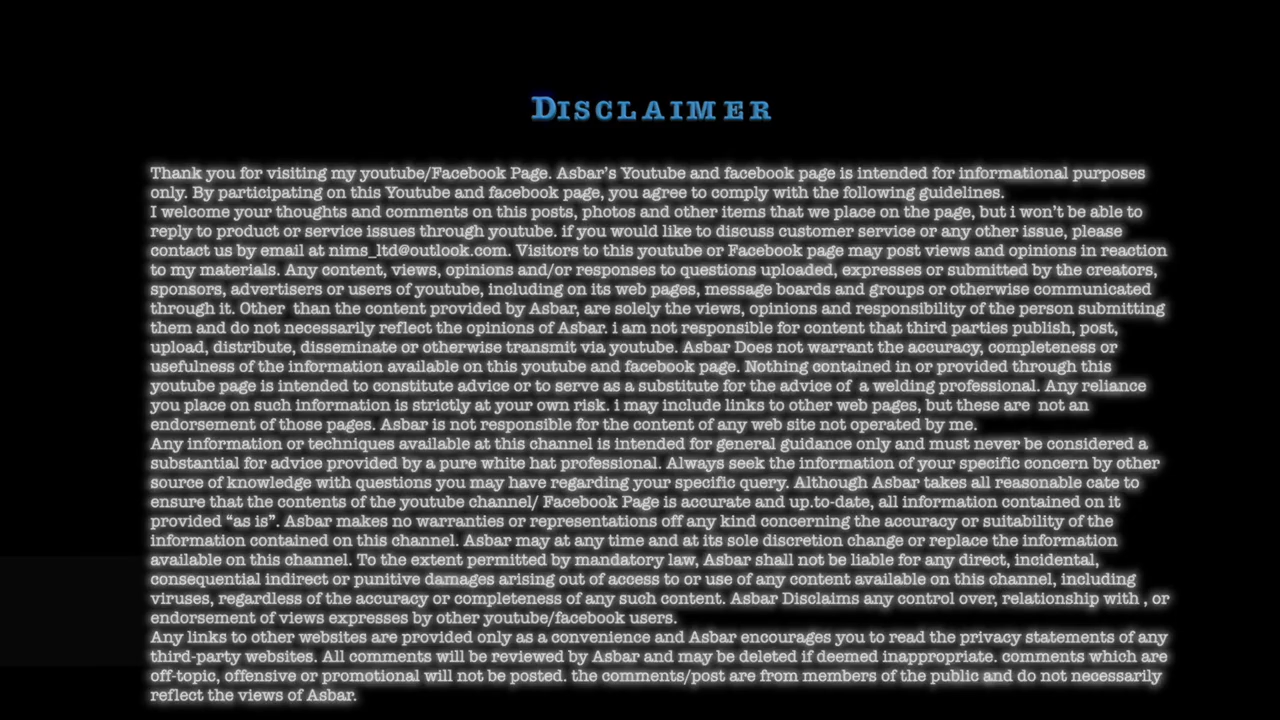 DISCLAIMER
Thank you for visiting my youtube/Facebook Page. Asbar's Youtube and facebook page is intended for informational purposes
only. By participating on this Youtube and facebook page, you agree to comply with the following guidelines.
I welcome your thoughts and comments on this posts, photos and other items that we place on the page, but i won't be able to
reply to product or service issues through youtube. if you would like to discuss customer service or any other issue, please
contact us by email at nims_ltd@outlook.com. Visitors to this youtube or Facebook page may post views and opinions in reaction
to my materials. Any content, views, opinions and/or responses to questions uploaded, expresses or submitted by the creators,
sponsors, advertisers or users of youtube, including on its web pages, message boards and groups or otherwise communicated
through it. Other  than the content provided by Asbar, are solely the views, opinions and responsibility of the person submitting
them and do not necessarily reflect the opinions of Asbar. i am not responsible for content that third parties publish, post,
upload, distribute, disseminate or otherwise transmit via youtube. Asbar Does not warrant the accuracy, completeness or
usefulness of the information available on this youtube and facebook page. Nothing contained in or provided through this
youtube page is intended to constitute advice or to serve as a substitute for the advice of  a welding professional. Any reliance
you place on such information is strictly at your own risk. i may include links to other web pages, but these are  not an
endorsement of those pages. Asbar is not responsible for the content of any web site not operated by me.
Any information or techniques available at this channel is intended for general guidance only and must never be considered a
substantial for advice provided by a pure white hat professional. Always seek the information of your specific concern by other
source of knowledge with questions you may have regarding your specific query. Although Asbar takes all reasonable cate to
ensure that the contents of the youtube channel/ Facebook Page is accurate and up.to-date, all information contained on it
provided “as is”. Asbar makes no warranties or representations off any kind concerning the accuracy or suitability of the
information contained on this channel. Asbar may at any time and at its sole discretion change or replace the information
available on this channel. To the extent permitted by mandatory law, Asbar shall not be liable for any direct, incidental,
consequential indirect or punitive damages arising out of access to or use of any content available on this channel, including
viruses, regardless of the accuracy or completeness of any such content. Asbar Disclaims any control over, relationship with , or
endorsement of views expresses by other youtube/facebook users.
Any links to other websites are provided only as a convenience and Asbar encourages you to read the privacy statements of any
third-party websites. All comments will be reviewed by Asbar and may be deleted if deemed inappropriate. comments which are
off-topic, offensive or promotional will not be posted. the comments/post are from members of the public and do not necessarily
reflect the views of Asbar.